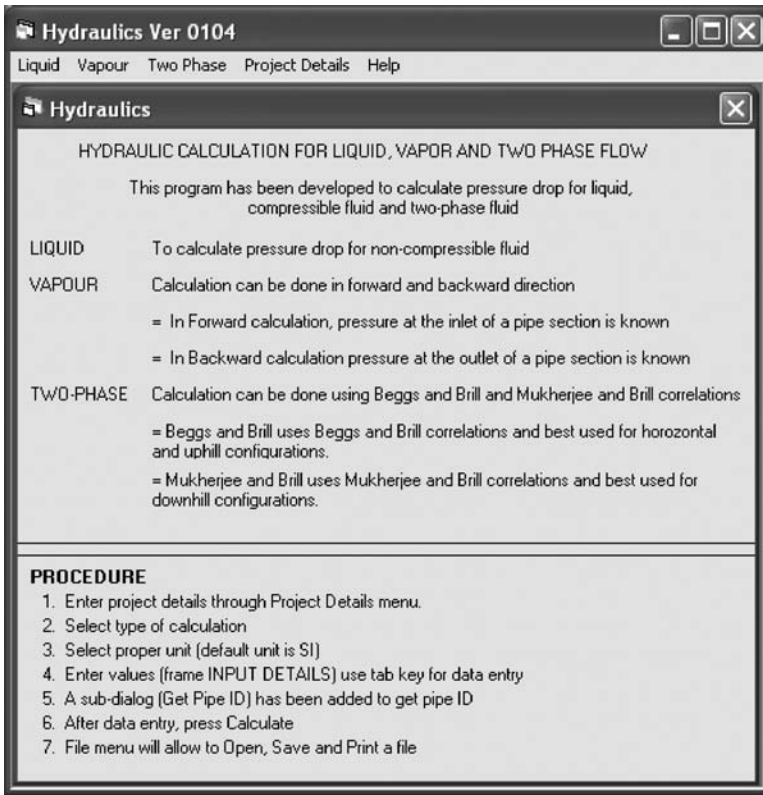 Hydraulics Ver 0104
Liquid Vapour Two Phase Project Details Help
Hydraulics
HYDRAULIC CALCULATION FOR LIQUID, VAPOR AND TWO PHASE FLOW
This program has been developed to calculate pressure drop for liquid,
compressible fluid and two-phase fluid
LIQUID To calculate pressure drop for non-compressible fluid
VAPOUR Calculation can be done in forward and backward direction
= In Forward calculation, pressure at the inlet of a pipe section is known
= In Backward calculation pressure at the outlet of a pipe section is known
TWO-PHASE Calculation can be done using Beggs and Brill and Mukherjee and Brill correlations
= Beggs and Brill uses Beggs and Brill correlations and best used for horozontal
and uphill configurations.
= Mukherjee and Brill uses Mukherjee and Brill correlations and best used for
downhill configurations.
PROCEDURE
1. Enter project details through Project Details menu.
2. Select type of calculation
3. Select proper unit (default unit is SI)
4. Enter values (frame INPUT DETAILS) use tab key for data entry
5. A sub-dialog (Get Pipe ID) has been added to get pipe ID
6. After data entry, press Calculate
7. File menu will allow to Open, Save and Print a file